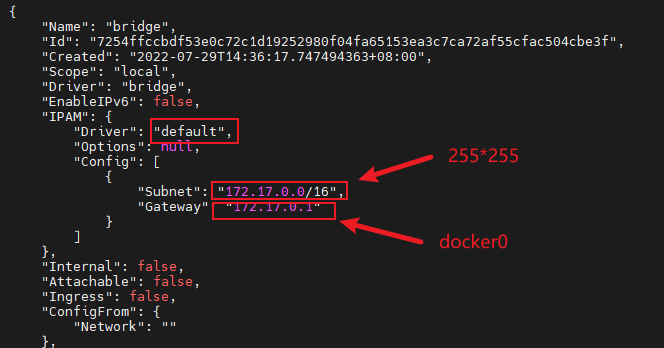 {
"Name": "bridge",
"Id": "7254ffccbdf53e0c72c1d19252980f04fa65153ea3c7ca72af55cfac504cbe3f",
"Created": "2022-07-29T14:36:17.747494363+08:00",
"Scope": "local",
"Driver": "bridge",
"EnableIPv6": false,
"IPAM": {
"Driver": "default",
"Options": null,
"Config": [
255*255
{
"Subnet": "172.17.0.0/16",
"Gateway" "172.17.0.1"
}
docker0
]
},
"Internal": false,
"Attachable": false,
"Ingress": false,
"ConfigFrom": {
"Network": ""
},